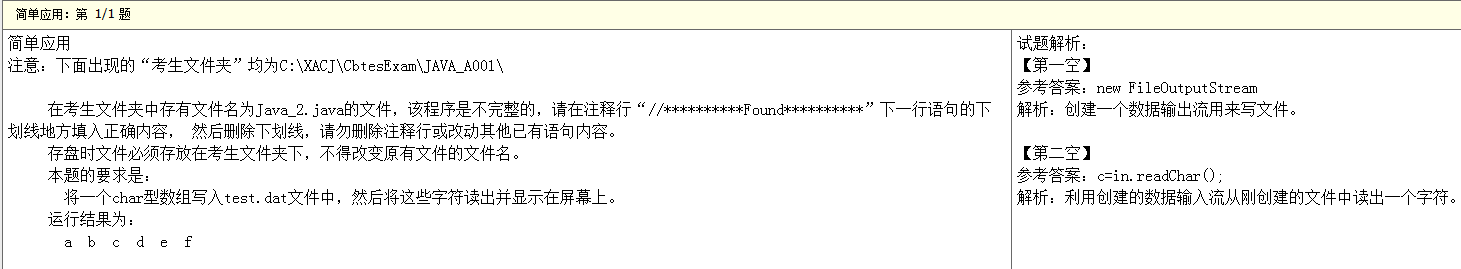 简单应用：第 1/1 题
简单应用
注意：下面出现的“考生文件夹”均为C:\XACJ\CbtesExam\JAVA_A001\
在考生文件夹中存有文件名为Java_2.java的文件，该程序是不完整的，请在注释行“//**********Found**********”下一行语句的下
划线地方填入正确内容， 然后删除下划线，请勿删除注释行或改动其他已有语句内容。
存盘时文件必须存放在考生文件夹下，不得改变原有文件的文件名。
本题的要求是：
将一个char型数组写入test.dat文件中，然后将这些字符读出并显示在屏幕上。
运行结果为：
a b c d e f
试题解析：
【第一空】
参考答案：new FileOutputStream
解析：创建一个数据输出流用来写文件。
【第二空】
参考答案：c=in.readChar();
解析：利用创建的数据输入流从刚创建的文件中读出一个字符。